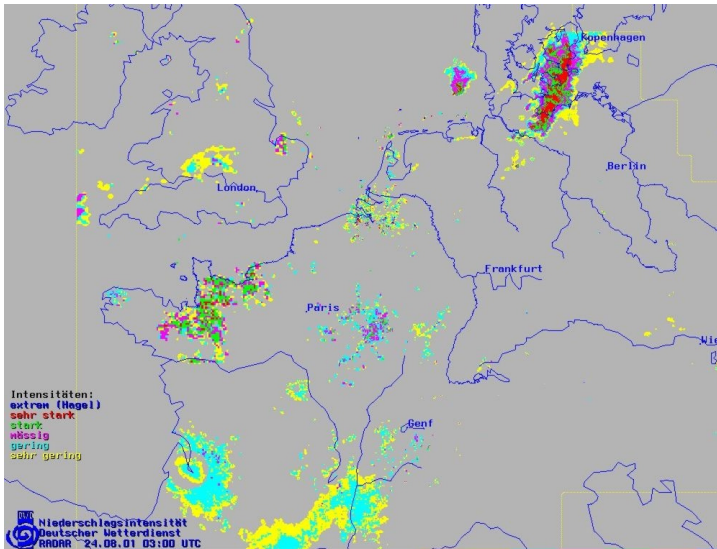 Kopenhagen
Berlin
London
Frankfurt
Paris
Wie
Genf
Intensitäten:
extrem (Hagel)
sehr stark
stark
mässig
gering
sehr gering
Niederschlagsintensität
Deutscher Wetterdienst
RADAR 24.08.01 03:00 UTC